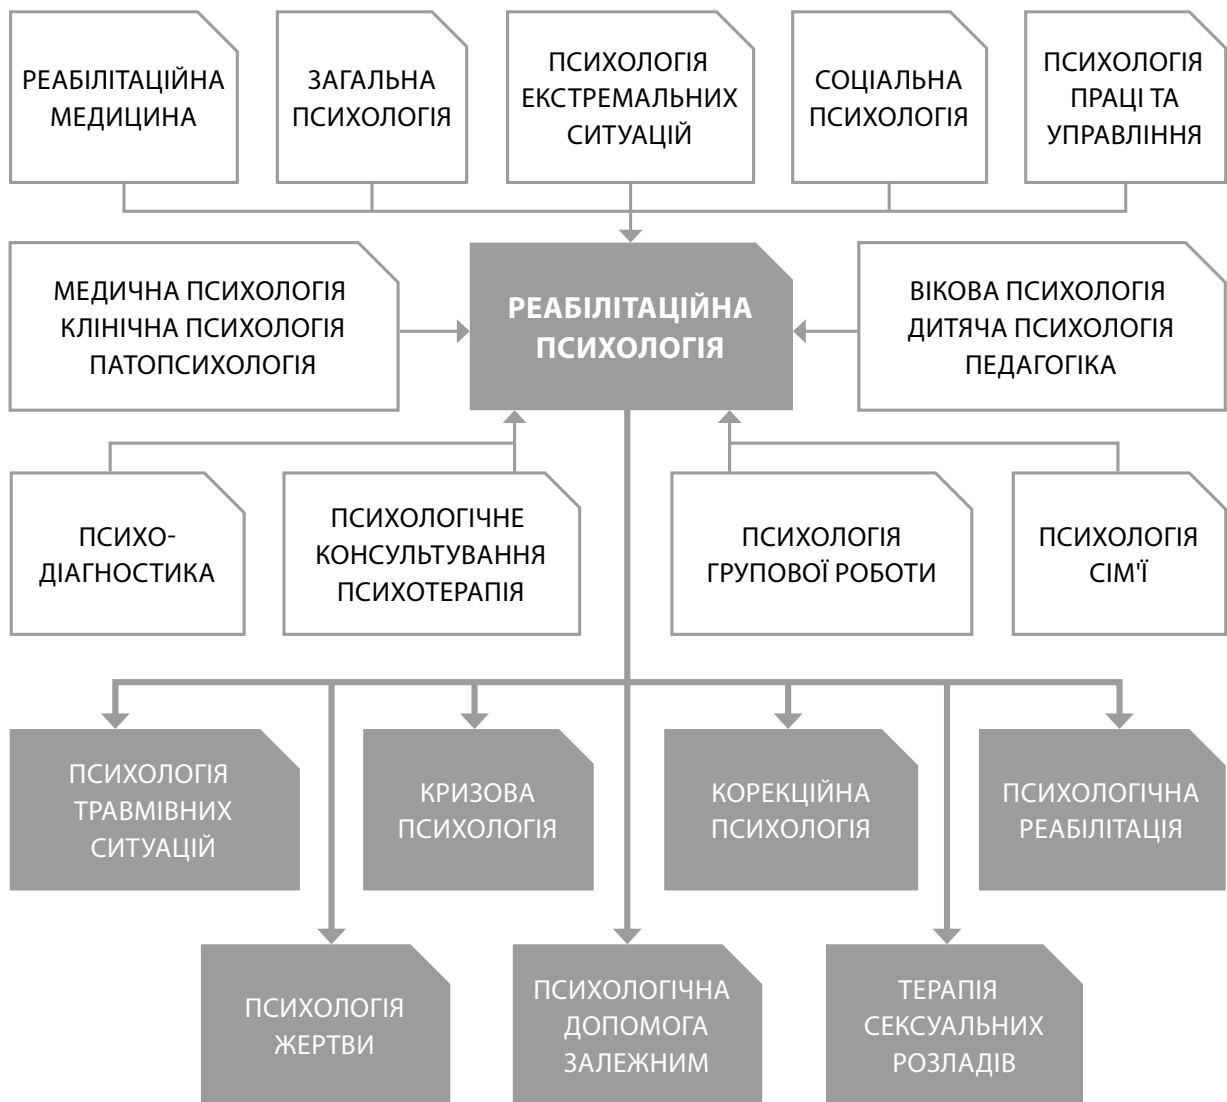 РЕАБІЛІТАЦІЙНА
МЕДИЦИНА
ЗАГАЛЬНА
ПСИХОЛОГІЯ
ПСИХОЛОГІЯ
ЕКСТРЕМАЛЬНИХ
СИТУАЦІЙ
СОЦІАЛЬНА
ПСИХОЛОГІЯ
ПСИХОЛОГІЯ
ПРАЦІ ТА
УПРАВЛІННЯ
МЕДИЧНА ПСИХОЛОГІЯ
КЛІНІЧНА ПСИХОЛОГІЯ
ПАТОПСИХОЛОГІЯ
РЕАБІЛІТАЦІЙНА
ПСИХОЛОГІЯ
ВІКОВА ПСИХОЛОГІЯ
ДИТЯЧА ПСИХОЛОГІЯ
ПЕДАГОГІКА
ПСИХО-
ДІАГНОСТИКА
ПСИХОЛОГІЧНЕ
КОНСУЛЬТУВАННЯ
ПСИХОТЕРАПІЯ
ПСИХОЛОГІЯ
ГРУПОВОЇ РОБОТИ
ПСИХОЛОГІЯ
СІМ'Ї
ПСИХОЛОГІЯ
ТРАВМІВНИХ
СИТУАЦІЙ
КРИЗОВА
ПСИХОЛОГІЯ
КОРЕКЦІЙНА
ПСИХОЛОГІЯ
ПСИХОЛОГІЧНА
РЕАБІЛІТАЦІЯ
ПСИХОЛОГІЯ
ЖЕРТВИ
ПСИХОЛОГІЧНА
ДОПОМОГА
ЗАЛЕЖНИМ
ТЕРАПІЯ
СЕКСУАЛЬНИХ
РОЗЛАДІВ